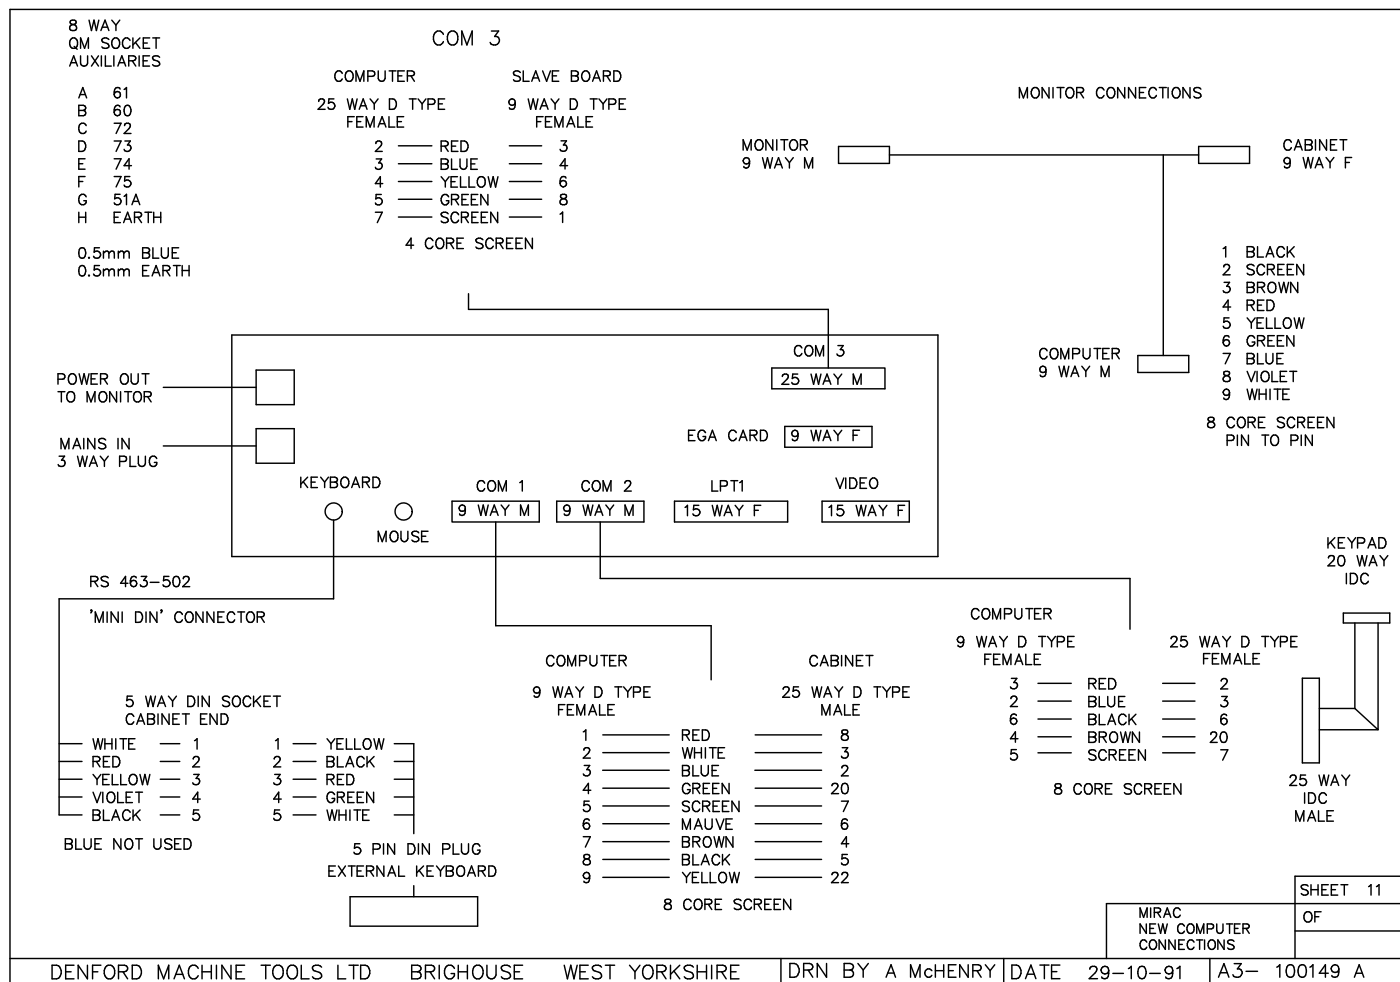 8 WAY
QM SOCKET
AUXILIARIES
A 61
B 60
C 72
D 73
E 74
F 75
G 51A
H EARTH
0.5mm BLUE
0.5mm EARTH
COM 3
COMPUTER SLAVE BOARD
25 WAY D TYPE 9 WAY D TYPE
FEMALE FEMALE
2 RED 3
3 BLUE 4
4 YELLOW 6
5 GREEN 8
7 SCREEN 1
4 CORE SCREEN
MONITOR CONNECTIONS
MONITOR
9 WAY M
CABINET
9 WAY F
COMPUTER
9 WAY M
1 BLACK
2 SCREEN
3 BROWN
4 RED
5 YELLOW
6 GREEN
7 BLUE
8 VIOLET
9 WHITE
8 CORE SCREEN
PIN TO PIN
POWER OUT
TO MONITOR
MAINS IN
3 WAY PLUG
COM 3
25 WAY M
EGA CARD 9 WAY F
KEYBOARD
MOUSE
COM 1
9 WAY M
COM 2
9 WAY M
LPT1
15 WAY F
VIDEO
15 WAY F
RS 463-502
'MINI DIN' CONNECTOR
5 WAY DIN SOCKET
CABINET END
WHITE 1
RED 2
YELLOW 3
VIOLET 4
BLACK 5
BLUE NOT USED
1 YELLOW
2 BLACK
3 RED
4 GREEN
5 WHITE
5 PIN DIN PLUG
EXTERNAL KEYBOARD
COMPUTER CABINET
9 WAY D TYPE 25 WAY D TYPE
FEMALE MALE
1 RED 8
2 WHITE 3
3 BLUE 2
4 GREEN 20
5 SCREEN 7
6 MAUVE 6
7 BROWN 4
8 BLACK 5
9 YELLOW 22
8 CORE SCREEN
COMPUTER
9 WAY D TYPE 25 WAY D TYPE
FEMALE FEMALE
3 RED 2
2 BLUE 3
6 BLACK 6
4 BROWN 20
5 SCREEN 7
8 CORE SCREEN
KEYPAD
20 WAY
IDC
25 WAY
IDC
MALE
SHEET 11
OF
MIRAC
NEW COMPUTER
CONNECTIONS
DENFORD MACHINE TOOLS LTD BRIGHOUSE WEST YORKSHIRE DRN BY A McHENRY DATE 29-10-91 A3- 100149 A